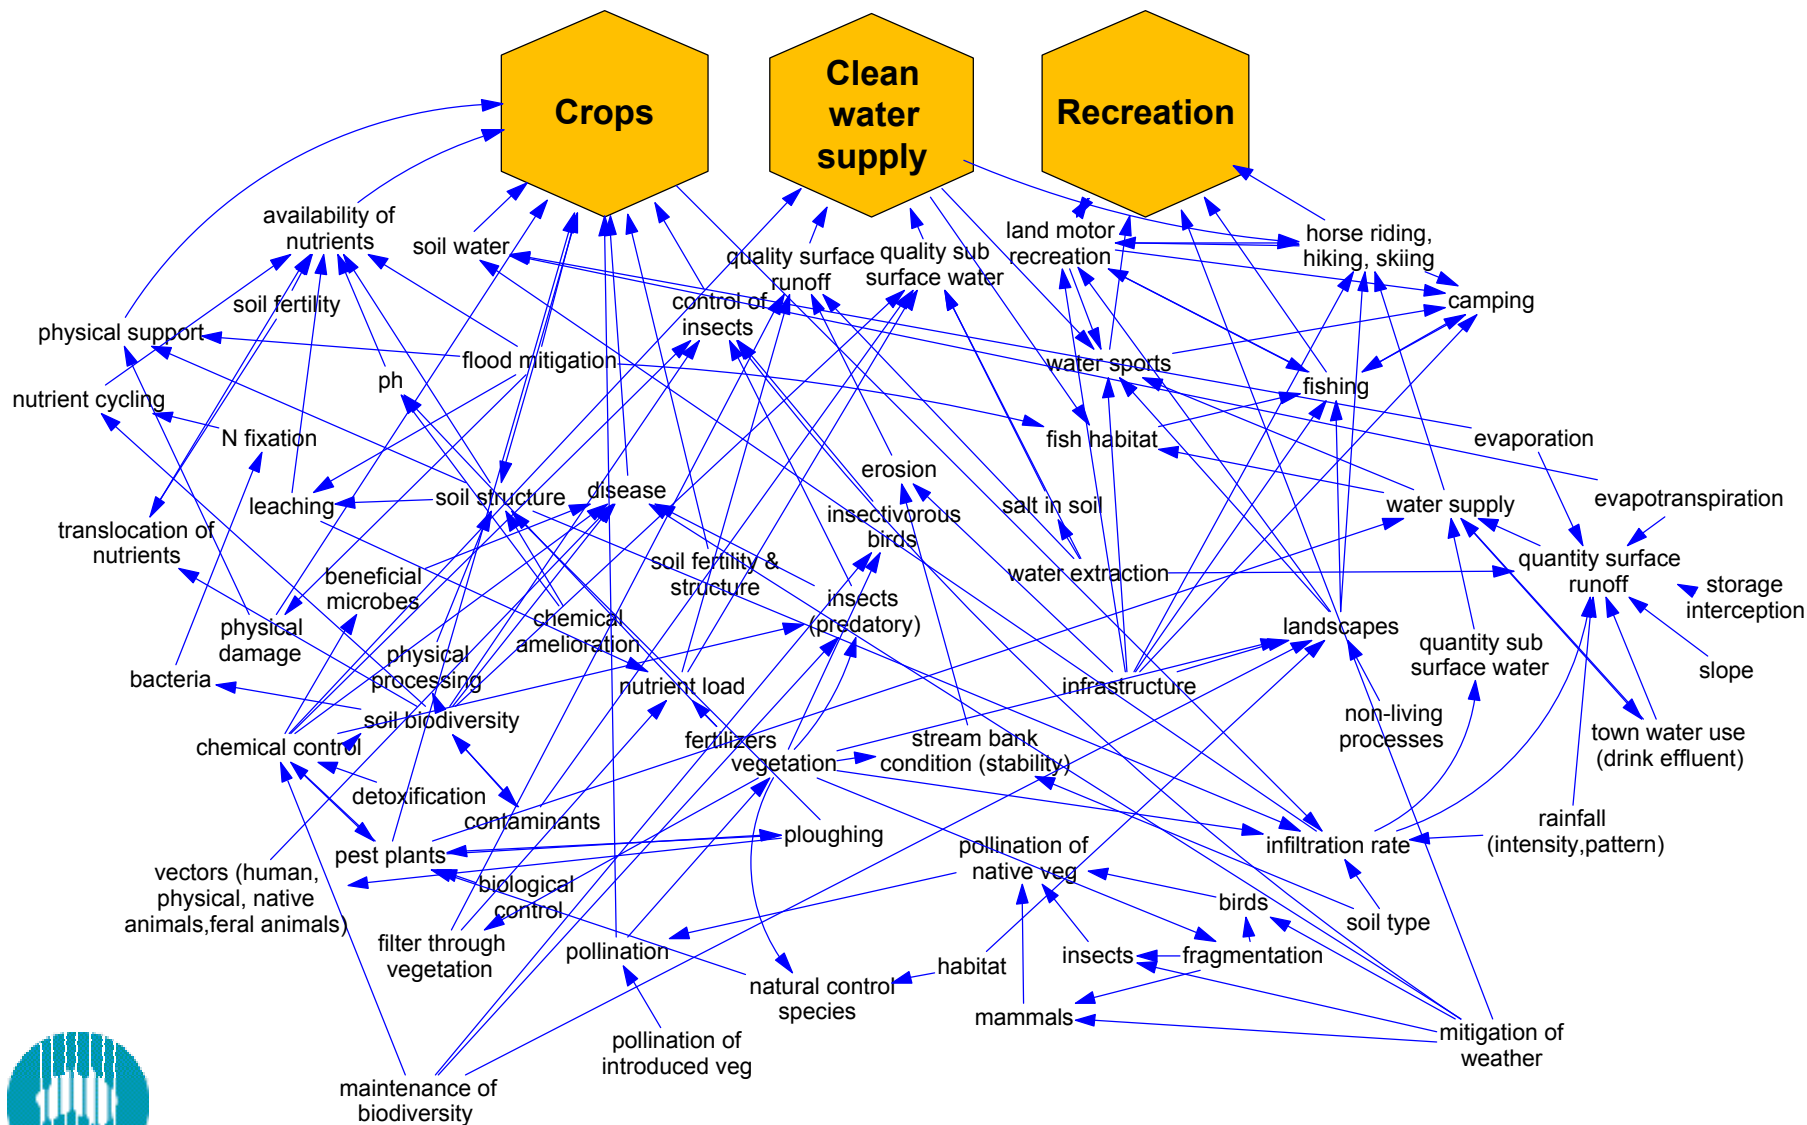 Crops
Clean
water
supply
Recreation
availability of
nutrients
soil water
quality surface
runoff
quality sub
surface water
land motor
recreation
horse riding,
hiking, skiing
soil fertility
control of
insects
camping
physical support
flood mitigation
water sports
ph
fishing
nutrient cycling
N fixation
fish habitat
evaporation
erosion
leaching
soil structure
disease
salt in soil
water supply
evapotranspiration
insectivorous
birds
translocation of
nutrients
soil fertility &
structure
water extraction
quantity surface
runoff
beneficial
microbes
storage
interception
insects
(predatory)
chemical
amelioration
physical
damage
landscapes
quantity sub
surface water
physical
processing
bacteria
nutrient load
infrastructure
slope
soil biodiversity
non-living
processes
chemical control
fertilizers
stream bank
condition (stability)
town water use
(drink effluent)
vegetation
detoxification
contaminants
rainfall
(intensity,pattern)
ploughing
pest plants
pollination of
native veg
infiltration rate
vectors (human,
physical, native
animals,feral animals)
biological
control
birds
soil type
filter through
vegetation
pollination
insects
fragmentation
habitat
natural control
species
mammals
mitigation of
weather
pollination of
introduced veg
maintenance of
biodiversity